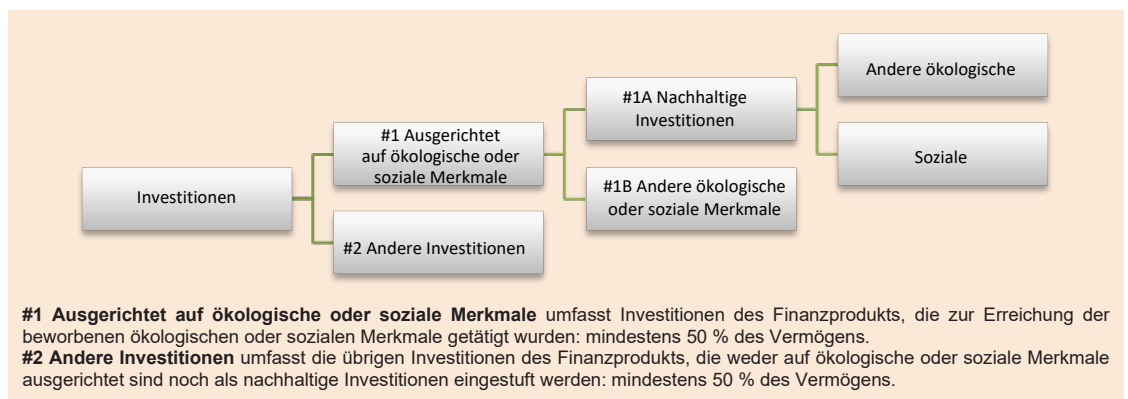 Andere ökologische
#1A Nachhaltige
Investitionen
#1 Ausgerichtet
auf ökologische oder
soziale Merkmale
Soziale
Investitionen
#1B Andere ökologische
oder soziale Merkmale
#2 Andere Investitionen
#1 Ausgerichtet auf ökologische oder soziale Merkmale umfasst Investitionen des Finanzprodukts, die zur Erreichung der
beworbenen ökologischen oder sozialen Merkmale getätigt wurden: mindestens 50 % des Vermögens.
#2 Andere Investitionen umfasst die übrigen Investitionen des Finanzprodukts, die weder auf ökologische oder soziale Merkmale
ausgerichtet sind noch als nachhaltige Investitionen eingestuft werden: mindestens 50 % des Vermögens.